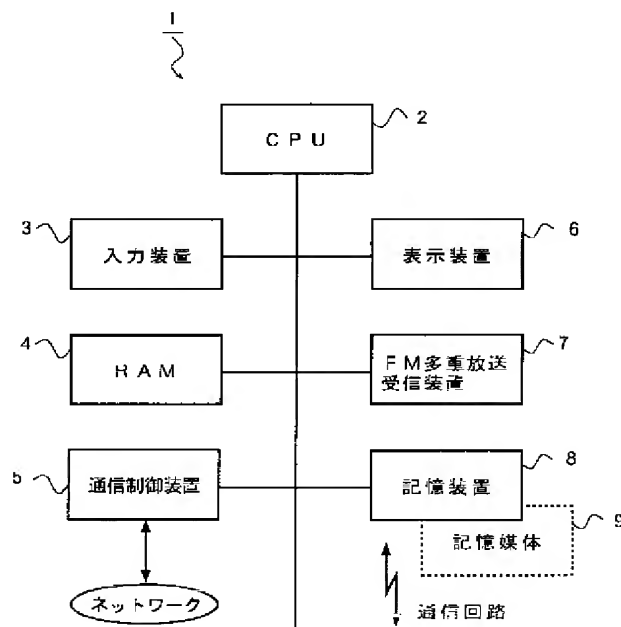 1
CPU
2
3
入力装置
表示装置
6
4
RAM
FM多重放送
受信装置
7
5
通信制御装置
記憶装置
8
記憶媒体
9
ネットワーク
通信回路